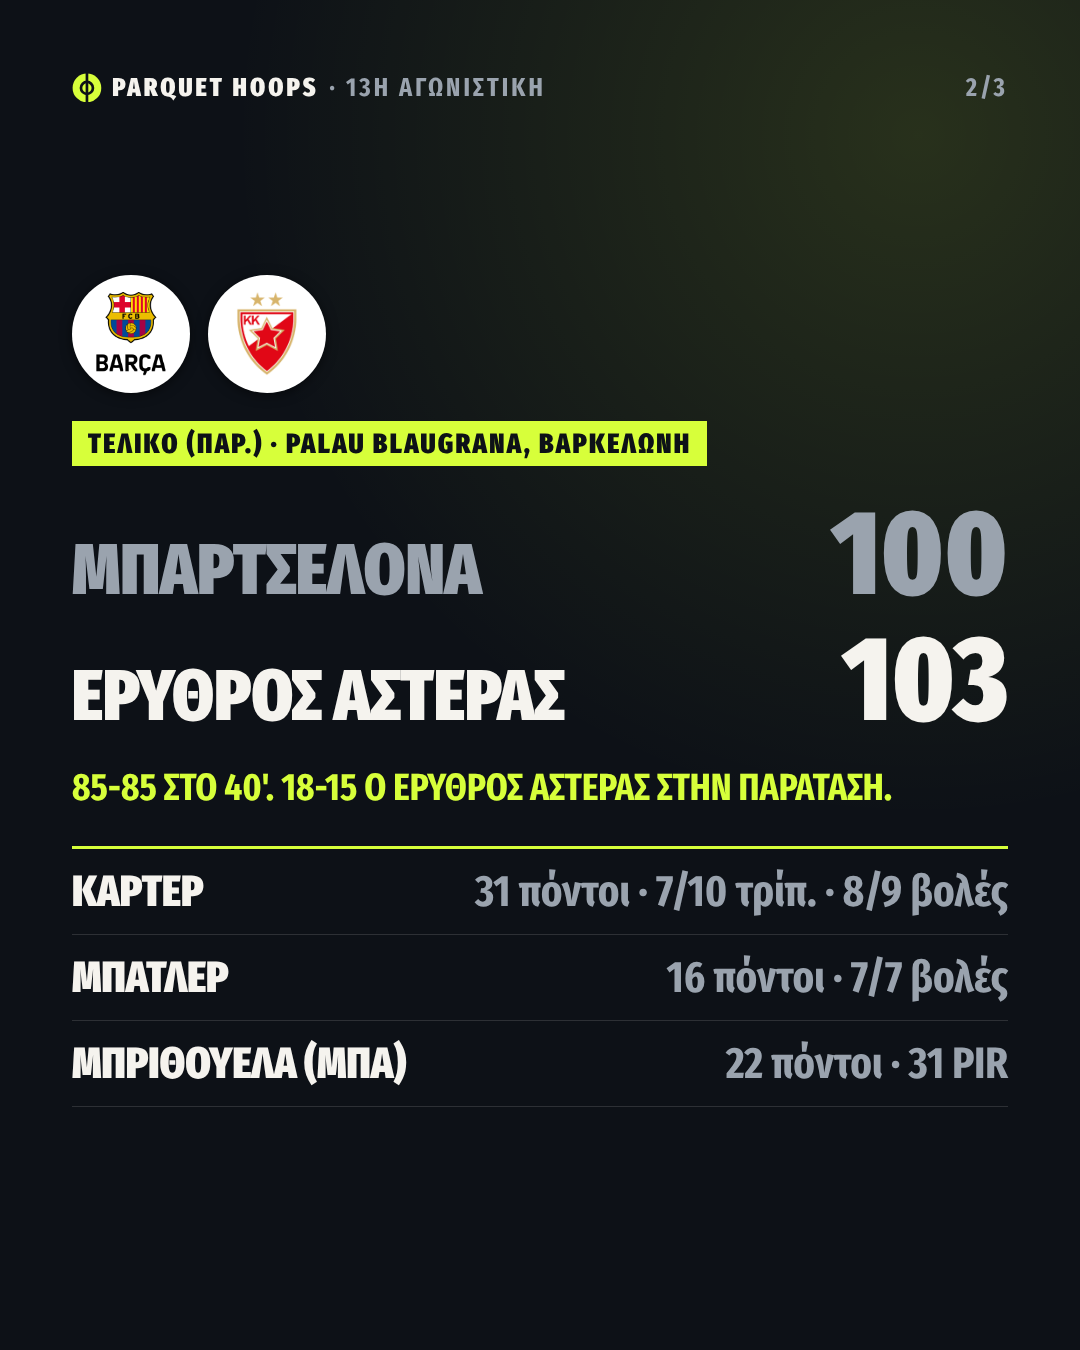 PARQUET HOOPS · 13Η ΑΓΩΝΙΣΤΙΚΗ
2/3
FCB
BARÇA
KK
ΤΕΛΙΚΟ (ΠΑΡ.) · PALAU BLAUGRANA, ΒΑΡΚΕΛΩΝΗ
ΜΠΑΡΤΣΕΛΟΝΑ 100
ΕΡΥΘΡΟΣ ΑΣΤΕΡΑΣ 103
85-85 ΣΤΟ 40'. 18-15 Ο ΕΡΥΘΡΟΣ ΑΣΤΕΡΑΣ ΣΤΗΝ ΠΑΡΑΤΑΣΗ.
ΚΑΡΤΕΡ 31 πόντοι · 7/10 τρίπ. · 8/9 βολές
ΜΠΑΤΛΕΡ 16 πόντοι · 7/7 βολές
ΜΠΡΙΘΟΥΕΛΑ (ΜΠΑ) 22 πόντοι · 31 PIR